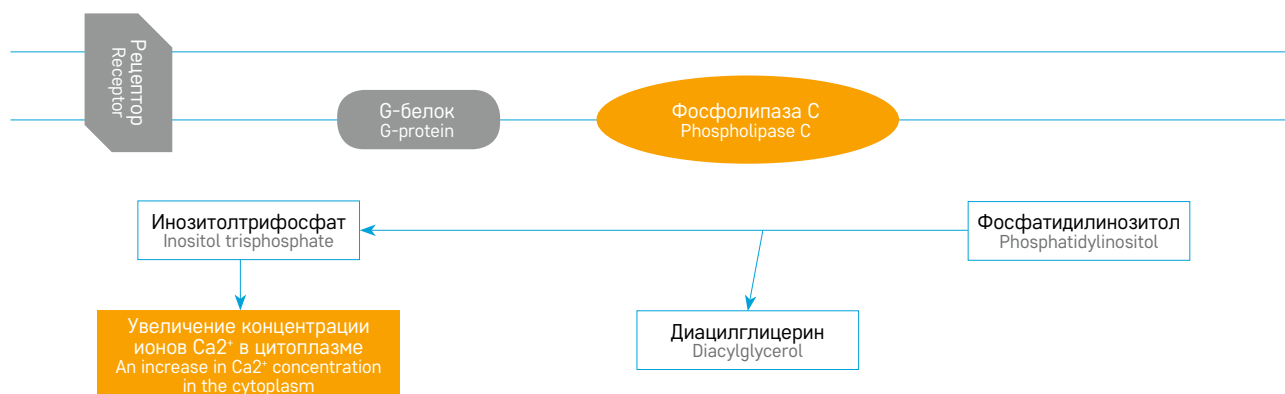 Рецептор
Receptor
G-белок
G-protein
Фосфолипаза С
Phospholipase C
Инозитолтрифосфат
Inositol trisphosphate
Фосфатидилинозитол
Phosphatidylinositol
Увеличение концентрации
ионов Ca2⁺ в цитоплазме
An increase in Ca2⁺ concentration
in the cytoplasm
Диацилглицерин
Diacylglycerol